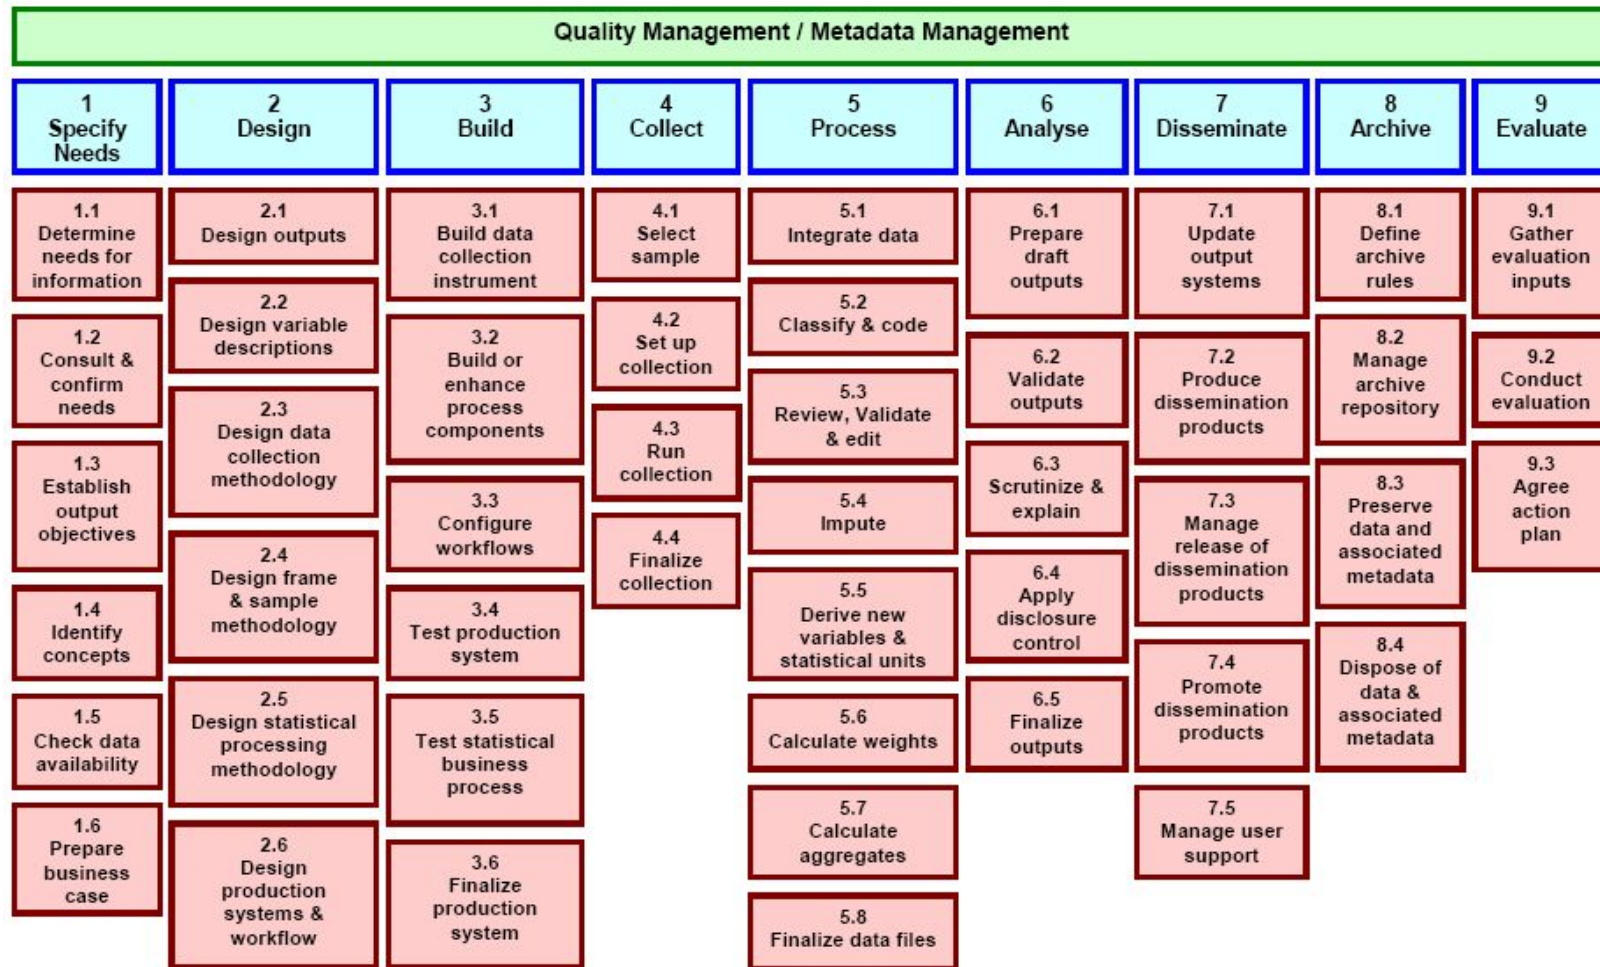 Quality Management / Metadata Management
1
Specify
Needs
2
Design
3
Build
4
Collect
5
Process
6
Analyse
7
Disseminate
8
Archive
9
Evaluate
1.1
Determine
needs for
information
1.2
Consult &
confirm
needs
1.3
Establish
output
objectives
1.4
Identify
concepts
1.5
Check data
availability
1.6
Prepare
business
case
2.1
Design outputs
2.2
Design variable
descriptions
2.3
Design data
collection
methodology
2.4
Design frame
& sample
methodology
2.5
Design statistical
processing
methodology
2.6
Design
production
systems &
workflow
3.1
Build data
collection
instrument
3.2
Build or
enhance
process
components
3.3
Configure
workflows
3.4
Test production
system
3.5
Test statistical
business
process
3.6
Finalize
production
system
4.1
Select
sample
4.2
Set up
collection
4.3
Run
collection
4.4
Finalize
collection
5.1
Integrate data
5.2
Classify & code
5.3
Review, Validate
& edit
5.4
Impute
5.5
Derive new
variables &
statistical units
5.6
Calculate weights
5.7
Calculate
aggregates
5.8
Finalize data files
6.1
Prepare
draft
outputs
6.2
Validate
outputs
6.3
Scrutinize &
explain
6.4
Apply
disclosure
control
6.5
Finalize
outputs
7.1
Update
output
systems
7.2
Produce
dissemination
products
7.3
Manage
release of
dissemination
products
7.4
Promote
dissemination
products
7.5
Manage user
support
8.1
Define
archive
rules
8.2
Manage
archive
repository
8.3
Preserve
data and
associated
metadata
8.4
Dispose of
data &
associated
metadata
9.1
Gather
evaluation
inputs
9.2
Conduct
evaluation
9.3
Agree
action
plan